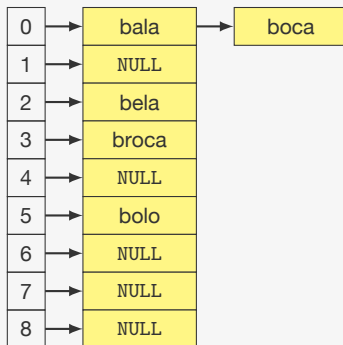 0 bala boca
1 NULL
2 bela
3 broca
4 NULL
5 bolo
6 NULL
7 NULL
8 NULL